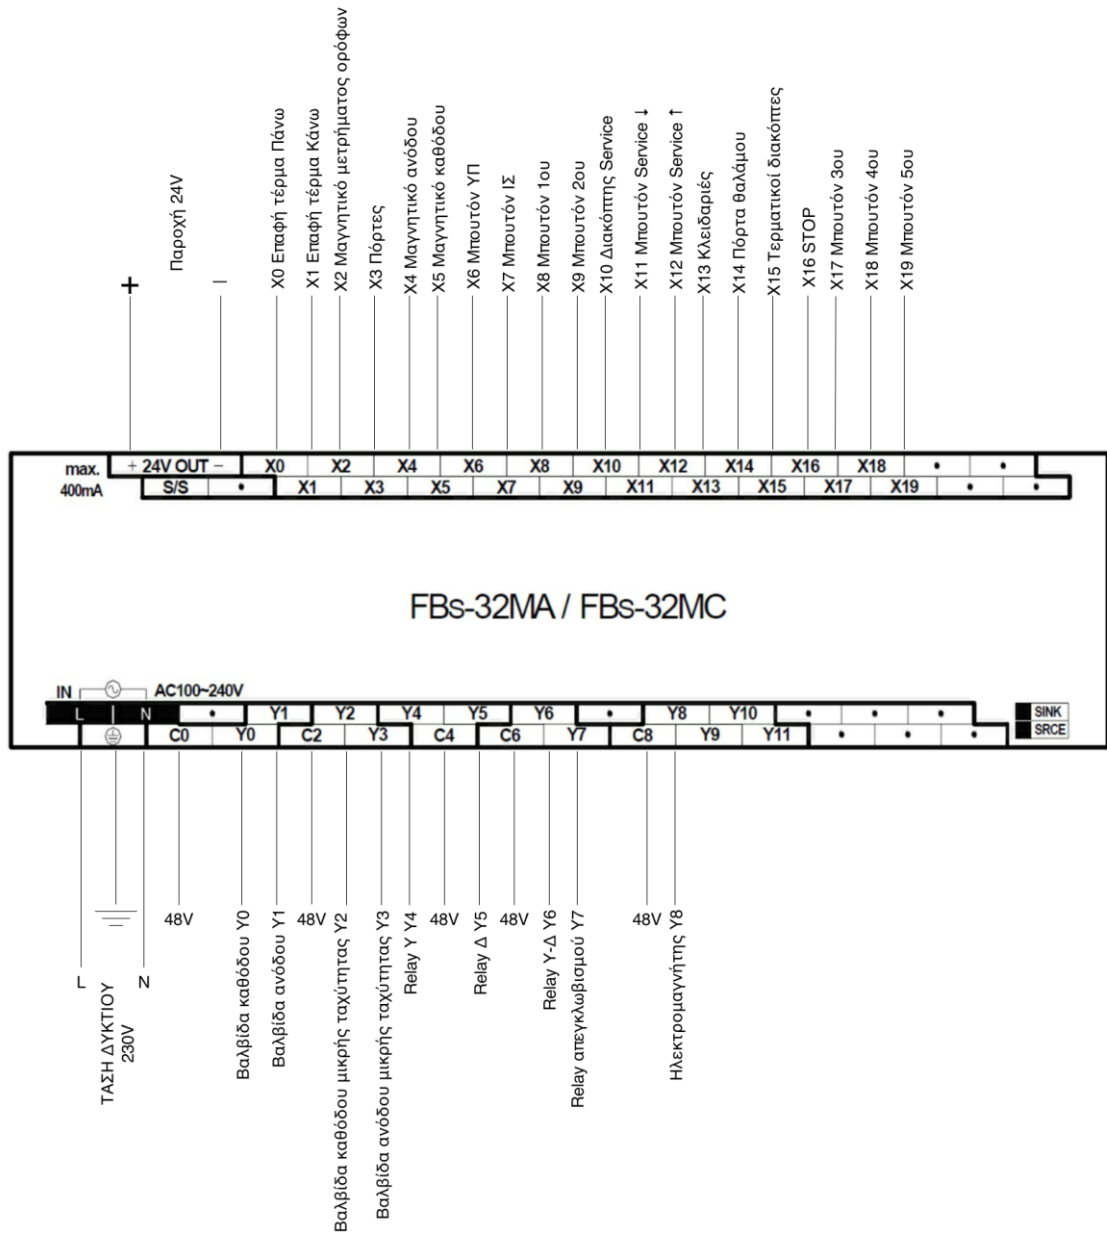 +
Παροχή 24V
−
X0 Επαφή τέρμα Πάνω
X1 Επαφή τέρμα Κάνω
X2 Μαγνητικό μετρήματος ορόφων
X3 Πόρτες
X4 Μαγνητικό ανόδου
X5 Μαγνητικό καθόδου
X6 Μπουτόν ΥΠ
X7 Μπουτόν ΙΣ
X8 Μπουτόν 1ου
X9 Μπουτόν 2ου
X10 Διακόπτης Service
X11 Μπουτόν Service ↓
X12 Μπουτόν Service ↑
X13 Κλειδαριές
X14 Πόρτα θαλάμου
X15 Τερματικοί διακόπτες
X16 STOP
X17 Μπουτόν 3ου
X18 Μπουτόν 4ου
X19 Μπουτόν 5ου
max. + 24V OUT − X0 X2 X4 X6 X8 X10 X12 X14 X16 X18
400mA S/S X1 X3 X5 X7 X9 X11 X13 X15 X17 X19
FBs-32MA / FBs-32MC
IN AC100~240V
L N Y1 Y2 Y4 Y5 Y6 Y8 Y10 SINK
C0 Y0 C2 Y3 C4 C6 Y7 C8 Y9 Y11 SRCE
L
N
ΤΑΣΗ ΔΥΚΤΙΟΥ
230V
48V
Βαλβίδα καθόδου Y0
Βαλβίδα ανόδου Y1
48V
Βαλβίδα καθόδου μικρής ταχύτητας Y2
Βαλβίδα ανόδου μικρής ταχύτητας Y3
Relay Y Y4
48V
Relay Δ Y5
48V
Relay Υ-Δ Y6
Relay απεγκλωβισμού Y7
48V
Ηλεκτρομαγνήτης Y8